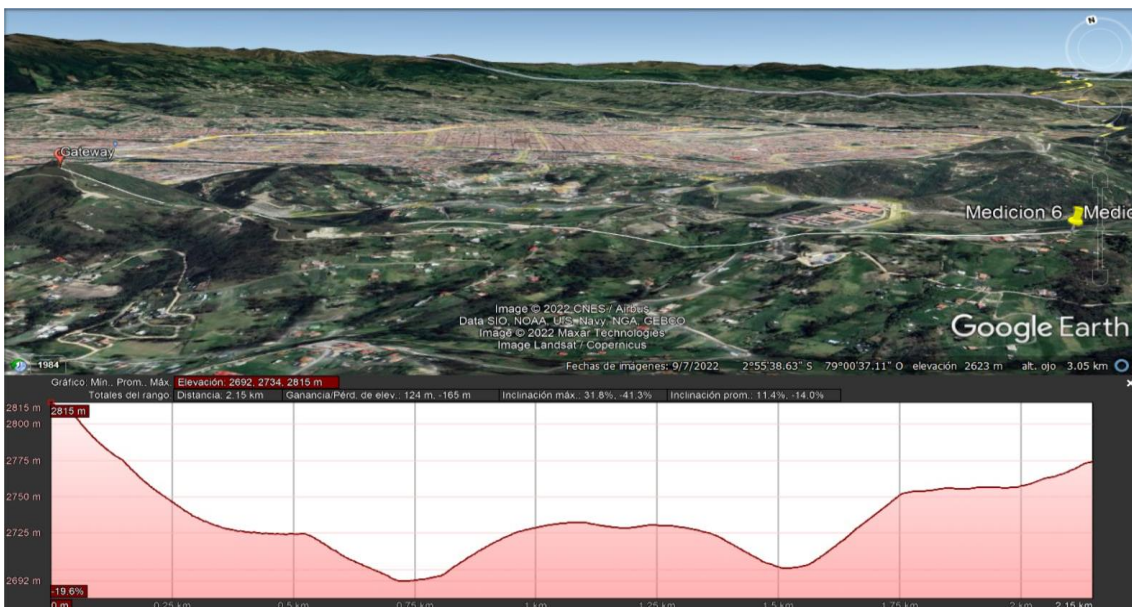 N
Gateway
Medicion 6 Medic
Image © 2022 CNES / Airbus
Data SIO, NOAA, U.S. Navy, NGA, GEBCO
Image © 2022 Maxar Technologies
Image Landsat / Copernicus
Google Earth
1984
Fechas de imágenes: 9/7/2022 2°55'38.63" S 79°00'37.11" O elevación 2623 m alt. ojo 3.05 km
Gráfico: Mín., Prom., Máx. Elevación: 2692, 2734, 2815 m
Totales del rango: Distancia: 2.15 km Ganancia/Pérd. de elev.: 124 m, -165 m Inclinación máx.: 31.8%, -41.3% Inclinación prom.: 11.4%, -14.0%
2815 m
2815 m
2800 m
2775 m
2750 m
2725 m
2692 m
-19.6%
0 m 0.25 km 0.5 km 0.75 km 1 km 1.25 km 1.5 km 1.75 km 2 km 2.15 km